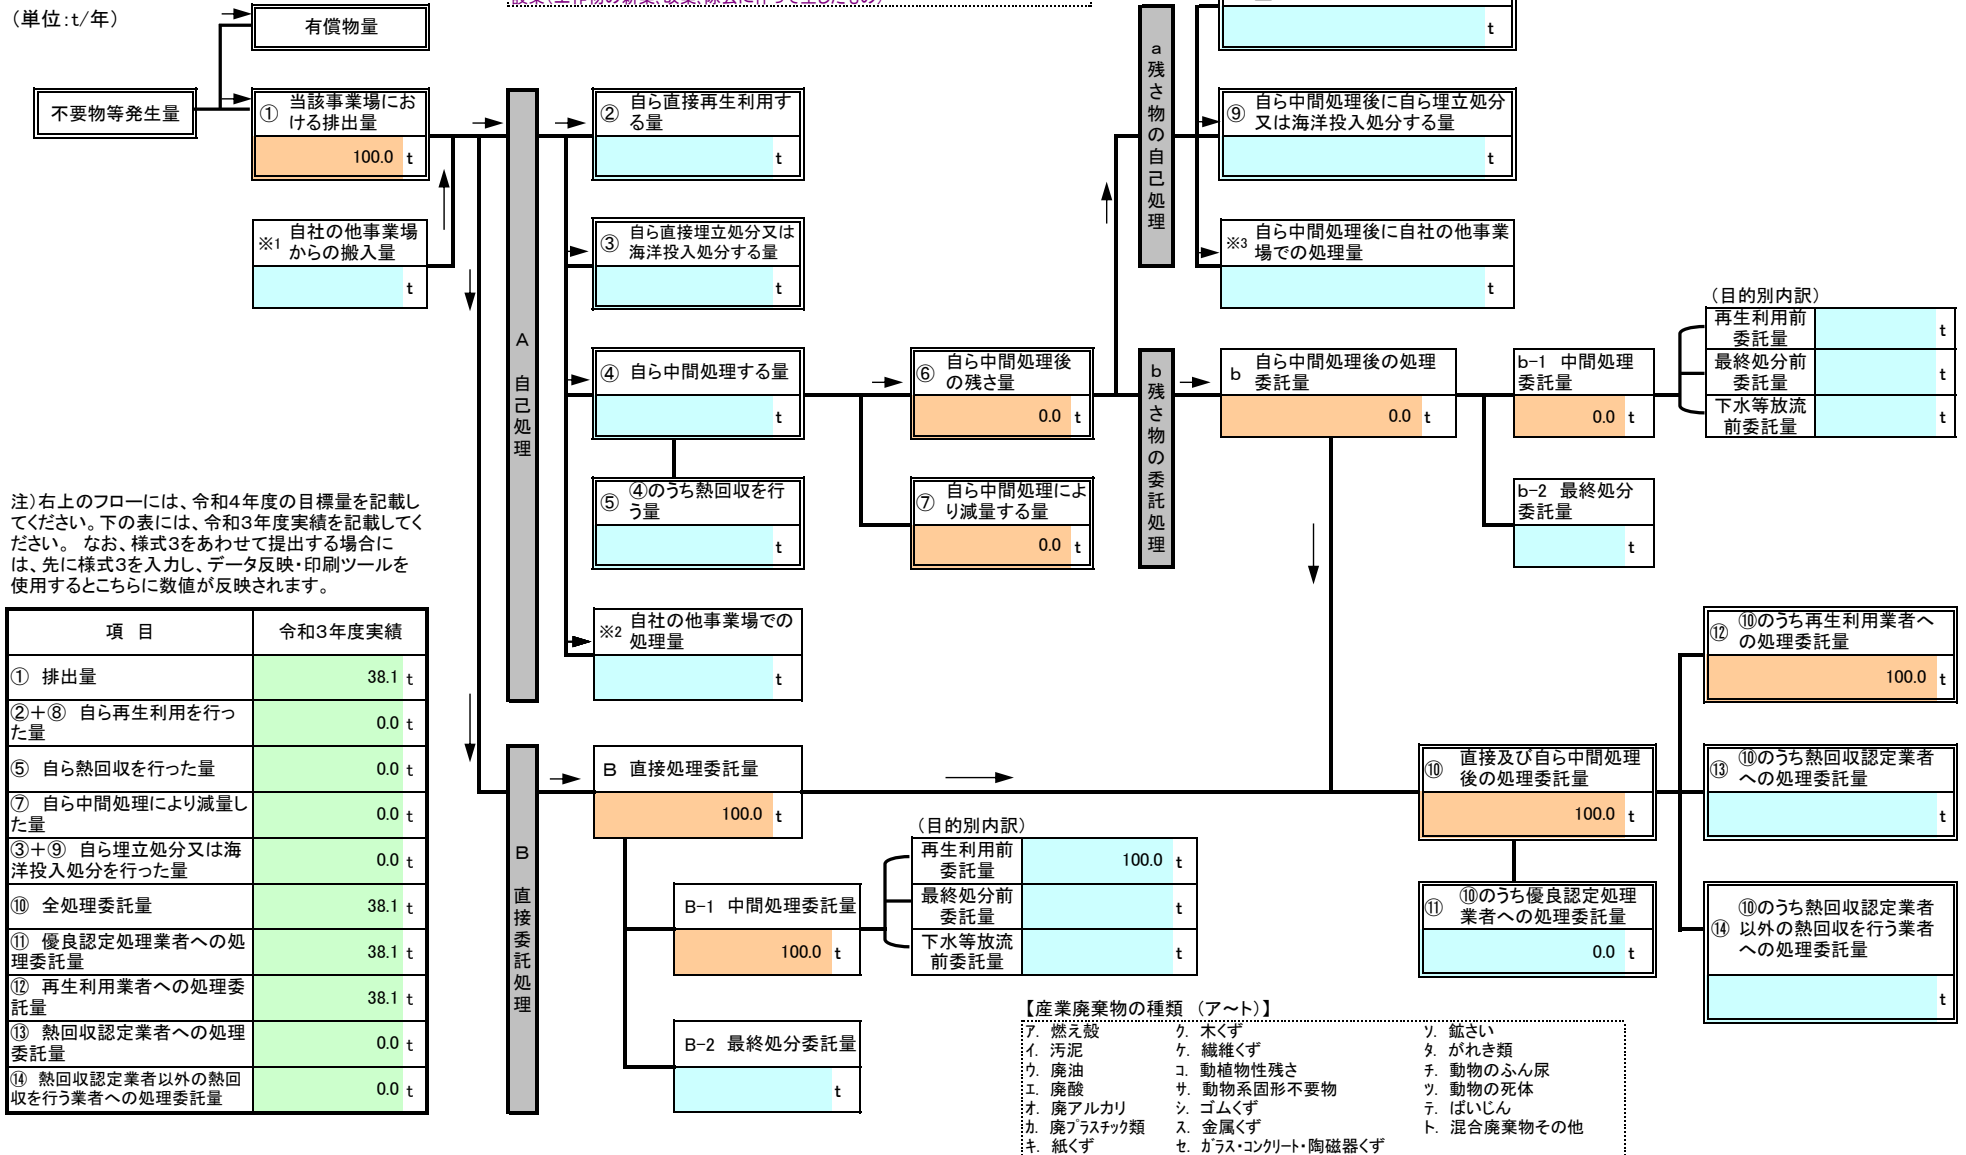 (単位:t/年)
有償物量
不要物等発生量
① 当該事業場にお
ける排出量
100.0 t
※1 自社の他事業場
からの搬入量
t
A 自己処理
② 自ら直接再生利用す
る量
t
③ 自ら直接埋立処分又は
海洋投入処分する量
t
④ 自ら中間処理する量
t
⑤ ④のうち熱回収を行
う量
t
※2 自社の他事業場での
処理量
t
⑥ 自ら中間処理後
の残さ量
0.0 t
⑦ 自ら中間処理によ
り減量する量
0.0 t
a 残さ物の自己処理
t
⑨ 自ら中間処理後に自ら埋立処分
又は海洋投入処分する量
t
※3 自ら中間処理後に自社の他事業
場での処理量
t
b 残さ物の委託処理
b 自ら中間処理後の処理
委託量
0.0 t
b-1 中間処理
委託量
0.0 t
(目的別内訳)
再生利用前
委託量
t
最終処分前
委託量
t
下水等放流
前委託量
t
b-2 最終処分
委託量
t
注)右上のフローには、令和4年度の目標量を記載し
てください。下の表には、令和3年度実績を記載してく
ださい。 なお、様式3をあわせて提出する場合に
は、先に様式3を入力し、データ反映・印刷ツールを
使用するとこちらに数値が反映されます。
項 目 令和3年度実績
① 排出量 38.1 t
②+⑧ 自ら再生利用を行っ
た量 0.0 t
⑤ 自ら熱回収を行った量 0.0 t
⑦ 自ら中間処理により減量し
た量 0.0 t
③+⑨ 自ら埋立処分又は海
洋投入処分を行った量 0.0 t
⑩ 全処理委託量 38.1 t
⑪ 優良認定処理業者への処
理委託量 38.1 t
⑫ 再生利用業者への処理委
託量 38.1 t
⑬ 熱回収認定業者への処理
委託量 0.0 t
⑭ 熱回収認定業者以外の熱回
収を行う業者への処理委託量 0.0 t
B 直接委託処理
B 直接処理委託量
100.0 t
B-1 中間処理委託量
100.0 t
B-2 最終処分委託量
t
(目的別内訳)
再生利用前
委託量
100.0 t
最終処分前
委託量
t
下水等放流
前委託量
t
⑩ 直接及び自ら中間処理
後の処理委託量
100.0 t
⑪ ⑩のうち優良認定処理
業者への処理委託量
0.0 t
⑫ ⑩のうち再生利用業者へ
の処理委託量
100.0 t
⑬ ⑩のうち熱回収認定業者
への処理委託量
t
⑭ ⑩のうち熱回収認定業者
以外の熱回収を行う業者
への処理委託量
t
【産業廃棄物の種類 (ア~ト)】
ア. 燃え殻 ク. 木くず ソ. 鉱さい
イ. 汚泥 ケ. 繊維くず タ. がれき類
ウ. 廃油 コ. 動植物性残さ チ. 動物のふん尿
エ. 廃酸 サ. 動物系固形不要物 ツ. 動物の死体
オ. 廃アルカリ シ. ゴムくず テ. ばいじん
カ. 廃プラスチック類 ス. 金属くず ト. 混合廃棄物その他
キ. 紙くず セ. ガラス・コンクリート・陶磁器くず